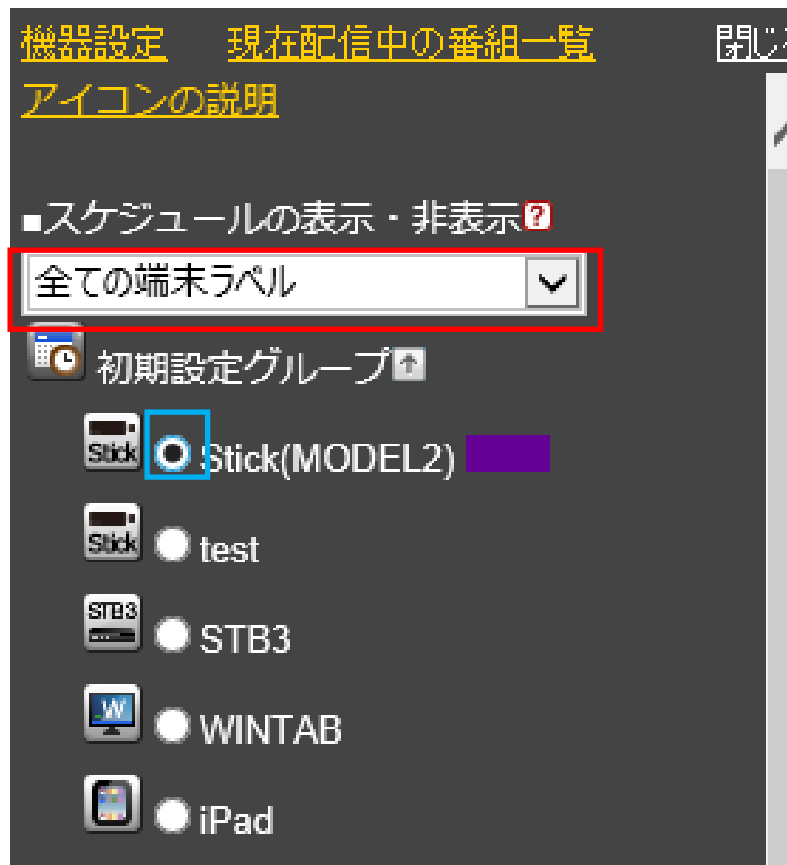 機器設定 現在配信中の番組一覧 閉じ
アイコンの説明
■スケジュールの表示・非表示?
全ての端末ラベル
初期設定グループ
Stick Stick(MODEL2)
Stick test
STB3 STB3
W WINTAB
iPad